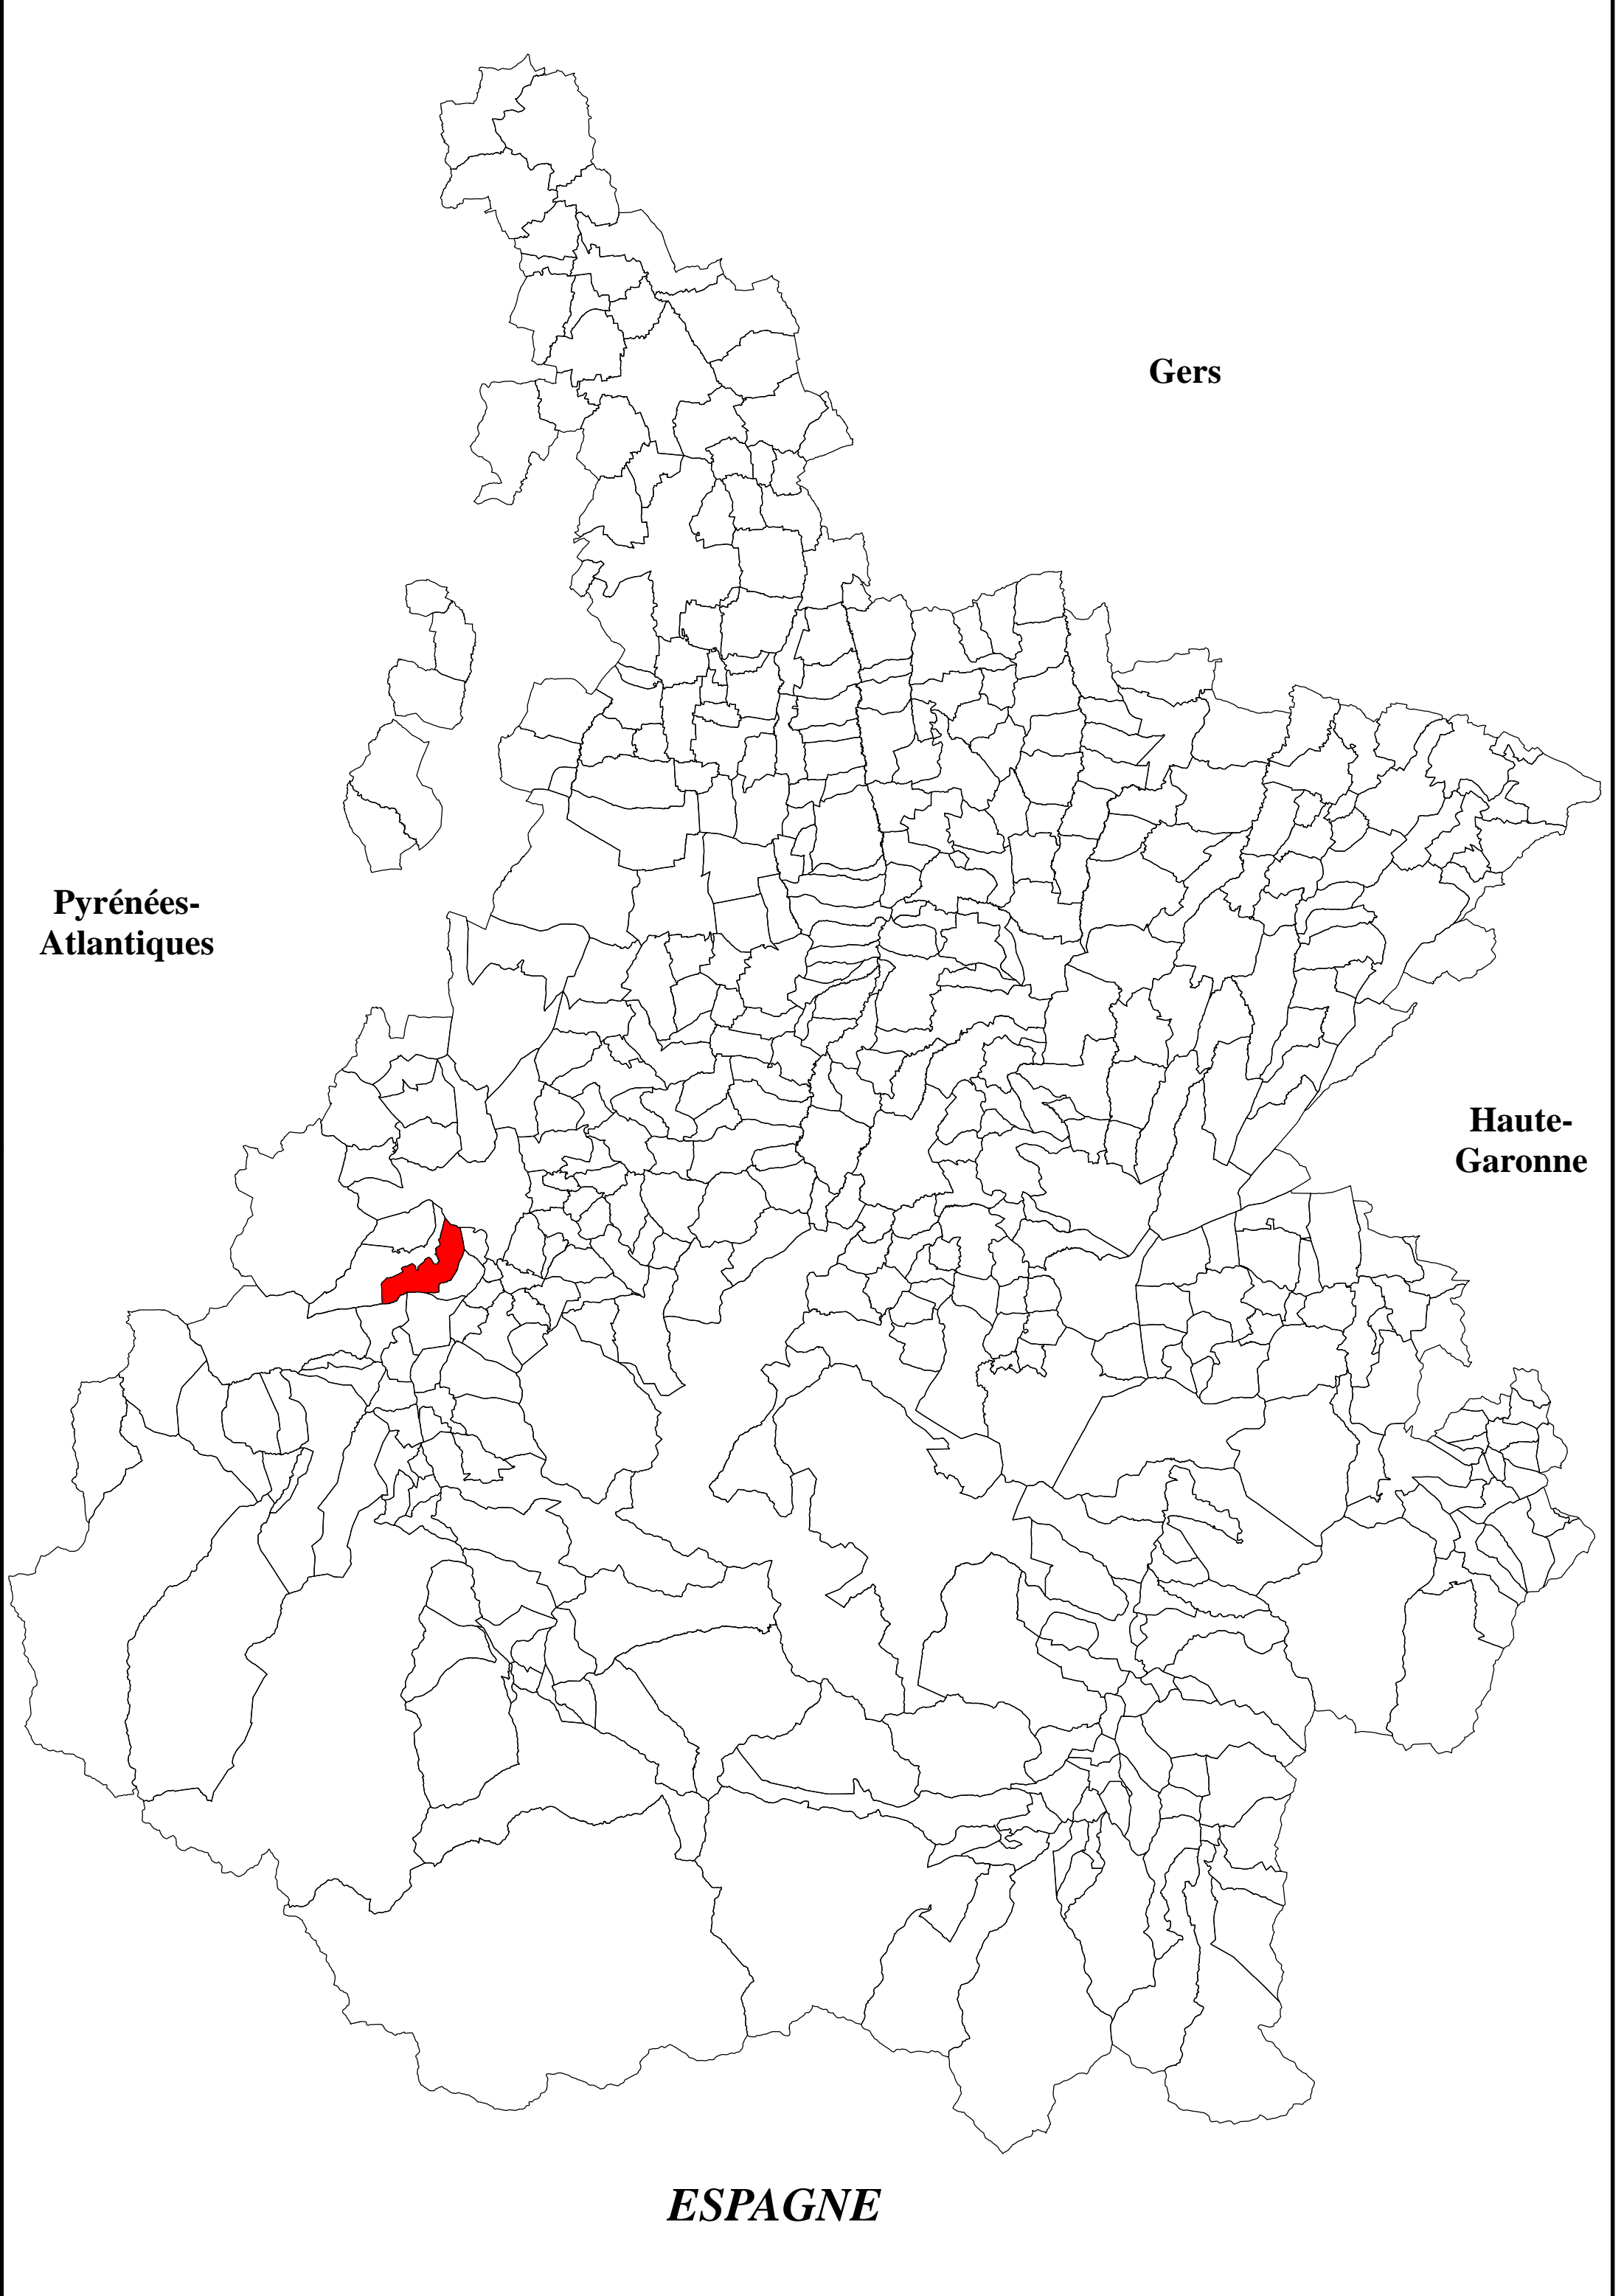 Gers
Pyrénées-
Atlantiques
Haute-
Garonne
ESPAGNE